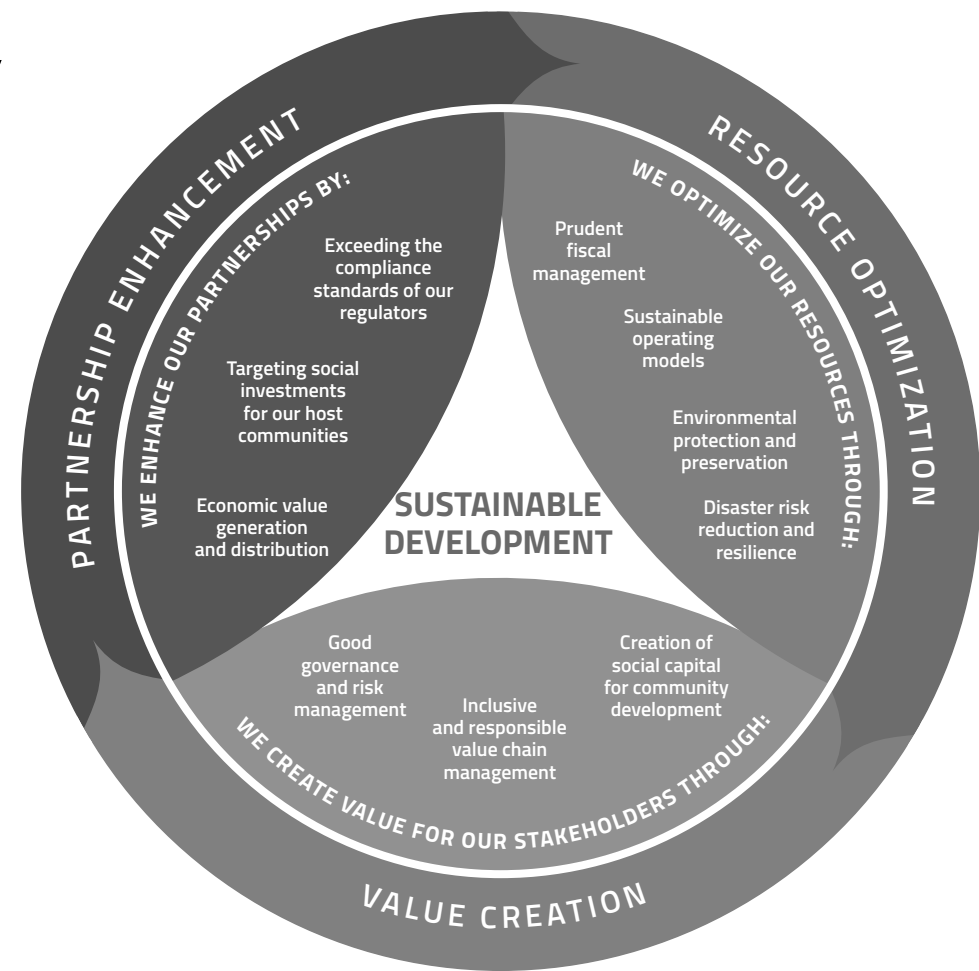 PARTNERSHIP ENHANCEMENT
WE ENHANCE OUR PARTNERSHIPS BY:
Exceeding the
compliance
standards of our
regulators
Targeting social
investments
for our host
communities
Economic value
generation
and distribution
RESOURCE OPTIMIZATION
WE OPTIMIZE OUR RESOURCES THROUGH:
Prudent
fiscal
management
Sustainable
operating
models
Environmental
protection and
preservation
Disaster risk
reduction and
resilience
SUSTAINABLE
DEVELOPMENT
Good
governance
and risk
management
Inclusive
and responsible
value chain
management
Creation of
social capital
for community
development
WE CREATE VALUE FOR OUR STAKEHOLDERS THROUGH:
VALUE CREATION